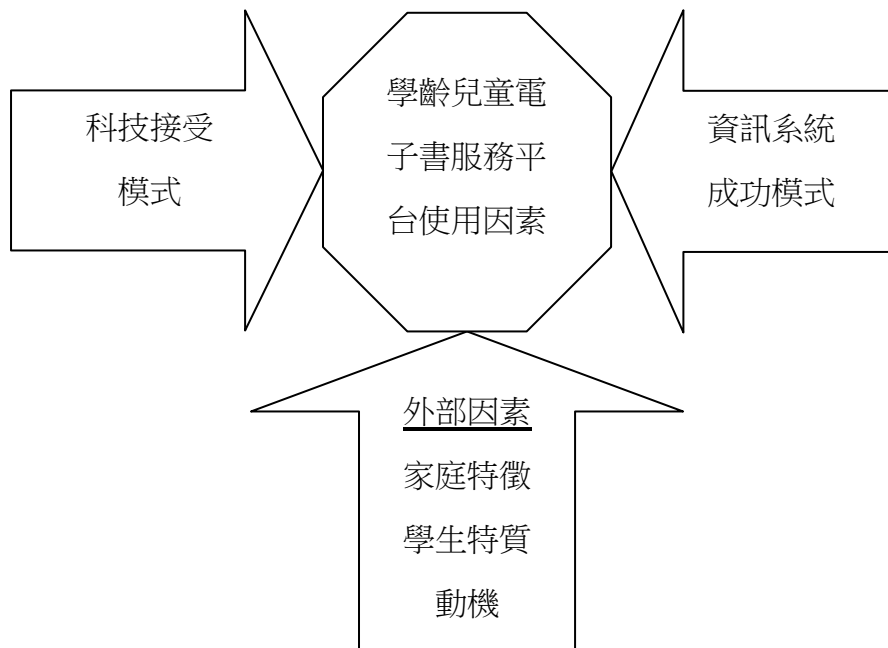 科技接受
模式
學齡兒童電
子書服務平
台使用因素
資訊系統
成功模式
外部因素
家庭特徵
學生特質
動機